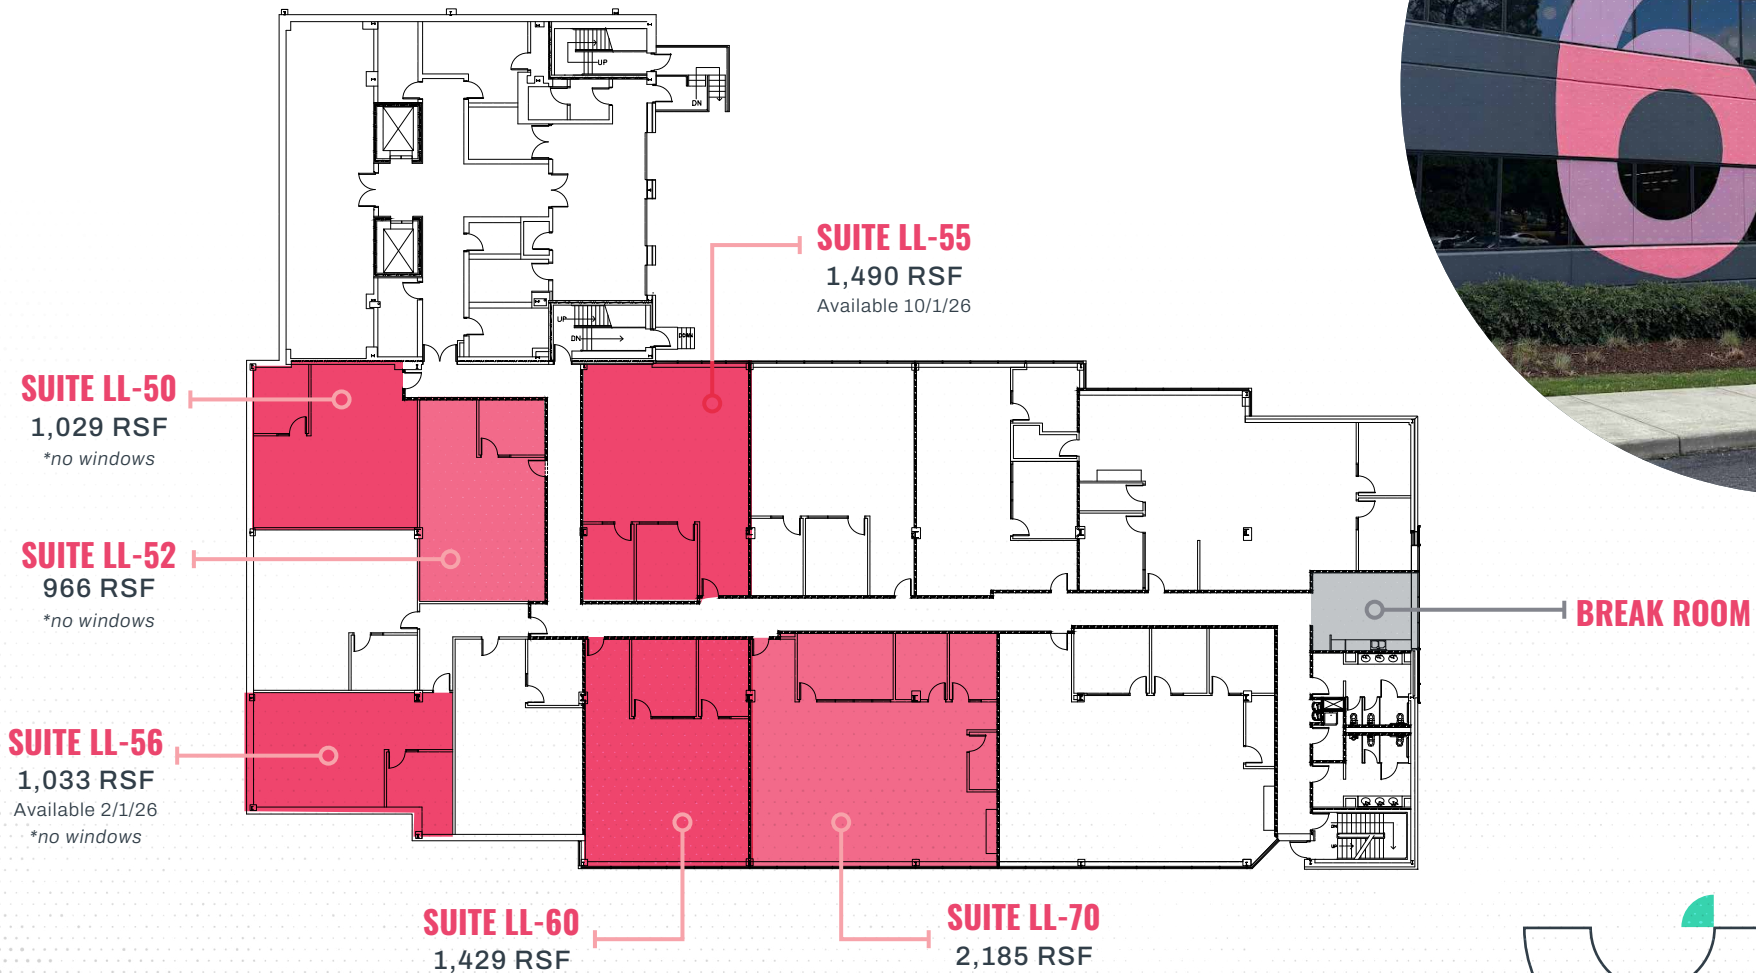 UP
DN
SUITE LL-55
1,490 RSF
Available 10/1/26
UP
DN
SUITE LL-50
1,029 RSF
*no windows
SUITE LL-52
966 RSF
*no windows
BREAK ROOM
SUITE LL-56
1,033 RSF
Available 2/1/26
*no windows
SUITE LL-60
1,429 RSF
SUITE LL-70
2,185 RSF